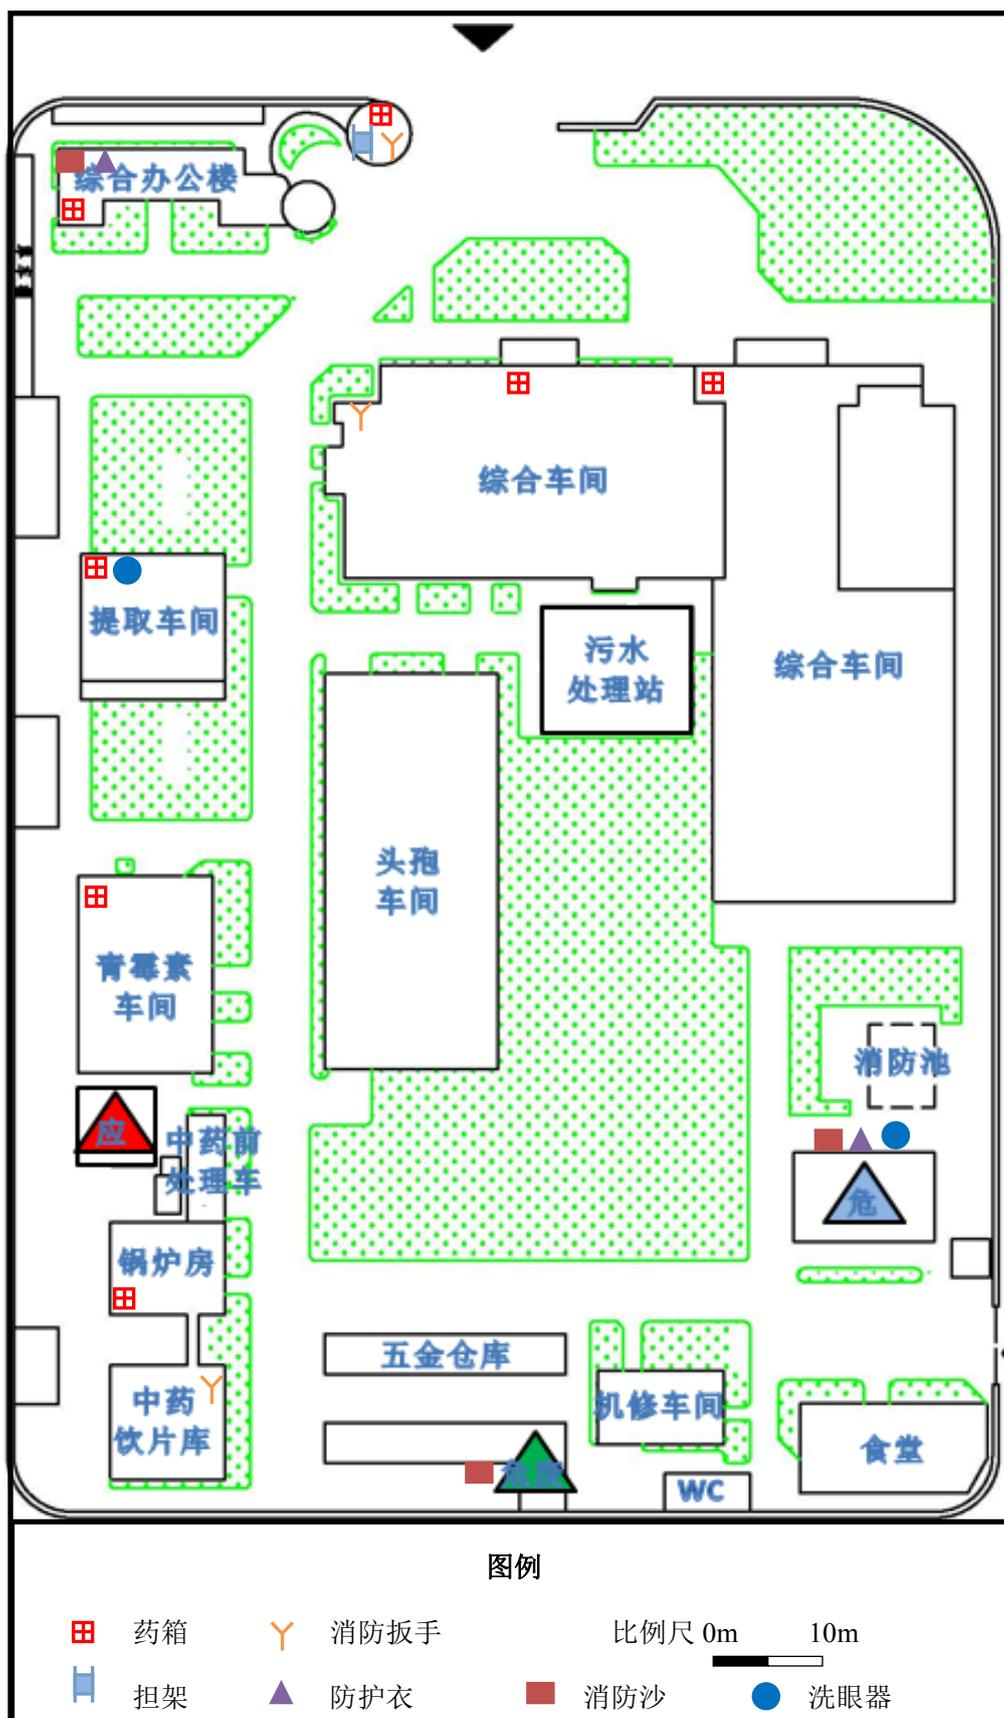 综合办公楼
综合车间
提取车间
污水
处理站
综合车间
头孢
车间
青霉素
车间
消防池
应
中药前
处理车
危
锅炉房
五金仓库
中药
饮片库
机修车间
食堂
WC
图例
药箱
消防扳手
比例尺 0m 10m
担架
防护衣
消防沙
洗眼器